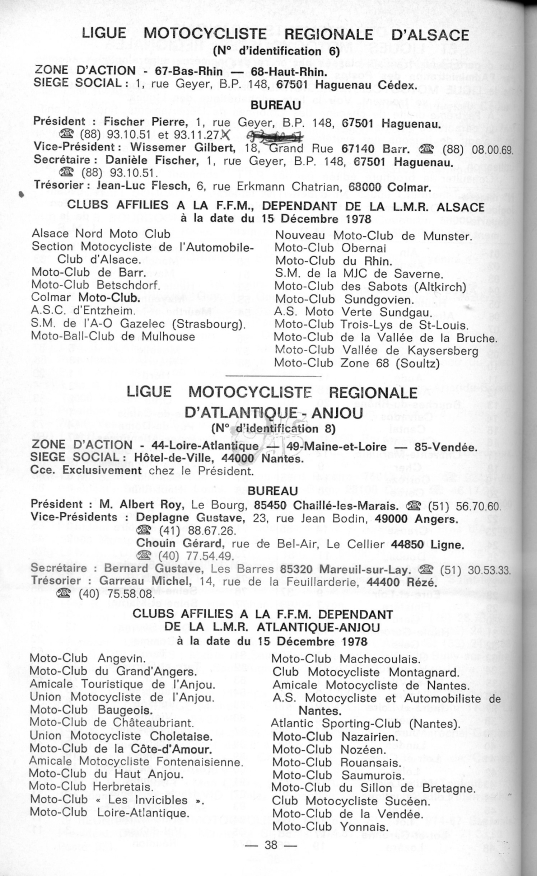 LIGUE MOTOCYCLISTE REGIONALE D'ALSACE
(N° d'identification 6)
ZONE D'ACTION - 67-Bas-Rhin — 68-Haut-Rhin.
SIEGE SOCIAL : 1, rue Geyer, B.P. 148, 67501 Haguenau Cédex.
BUREAU
Président : Fischer Pierre, 1, rue Geyer, B.P. 148, 67501 Haguenau.
☎ (88) 93.10.51 et 93.11.27
Vice-Président : Wissemer Gilbert, 18, Grand Rue 67140 Barr. ☎ (88) 08.00.69.
Secrétaire : Danièle Fischer, 1, rue Geyer, B.P. 148, 67501 Haguenau.
☎ (88) 93.10.51.
Trésorier : Jean-Luc Flesch, 6, rue Erkmann Chatrian, 68000 Colmar.
CLUBS AFFILIES A LA F.F.M., DEPENDANT DE LA L.M.R. ALSACE
à la date du 15 Décembre 1978
Alsace Nord Moto Club
Section Motocycliste de l'Automobile-
Club d'Alsace.
Moto-Club de Barr.
Moto-Club Betschdorf.
Colmar Moto-Club.
A.S.C. d'Entzheim.
S.M. de l'A-O Gazelec (Strasbourg).
Moto-Ball-Club de Mulhouse
Nouveau Moto-Club de Munster.
Moto-Club Obernai
Moto-Club du Rhin.
S.M. de la MJC de Saverne.
Moto-Club des Sabots (Altkirch)
Moto-Club Sundgovien.
A.S. Moto Verte Sundgau.
Moto-Club Trois-Lys de St-Louis.
Moto-Club de la Vallée de la Bruche.
Moto-Club Vallée de Kaysersberg
Moto-Club Zone 68 (Soultz)
LIGUE MOTOCYCLISTE REGIONALE
D'ATLANTIQUE - ANJOU
(N° d'identification 8)
ZONE D'ACTION - 44-Loire-Atlantique — 49-Maine-et-Loire — 85-Vendée.
SIEGE SOCIAL : Hôtel-de-Ville, 44000 Nantes.
Cce. Exclusivement chez le Président.
BUREAU
Président : M. Albert Roy, Le Bourg, 85450 Chaillé-les-Marais. ☎ (51) 56.70.60.
Vice-Présidents : Deplagne Gustave, 23, rue Jean Bodin, 49000 Angers.
☎ (41) 88.67.26.
Chouin Gérard, rue de Bel-Air, Le Cellier 44850 Ligne.
☎ (40) 77.54.49.
Secrétaire : Bernard Gustave, Les Barres 85320 Mareuil-sur-Lay. ☎ (51) 30.53.33.
Trésorier : Garreau Michel, 14, rue de la Feuillarderie, 44400 Rézé.
☎ (40) 75.58.08.
CLUBS AFFILIES A LA F.F.M. DEPENDANT
DE LA L.M.R. ATLANTIQUE-ANJOU
à la date du 15 Décembre 1978
Moto-Club Angevin.
Moto-Club du Grand'Angers.
Amicale Touristique de l'Anjou.
Union Motocycliste de l'Anjou.
Moto-Club Baugeois.
Moto-Club de Châteaubriant.
Union Motocycliste Choletaise.
Moto-Club de la Côte-d'Amour.
Amicale Motocycliste Fontenaisienne.
Moto-Club du Haut Anjou.
Moto-Club Herbretais.
Moto-Club « Les Invicibles ».
Moto-Club Loire-Atlantique.
Moto-Club Machecoulais.
Club Motocycliste Montagnard.
Amicale Motocycliste de Nantes.
A.S. Motocycliste et Automobiliste de
Nantes.
Atlantic Sporting-Club (Nantes).
Moto-Club Nazairien.
Moto-Club Nozéen.
Moto-Club Rouansais.
Moto-Club Saumurois.
Moto-Club du Sillon de Bretagne.
Club Motocycliste Sucéen.
Moto-Club de la Vendée.
Moto-Club Yonnais.
— 38 —